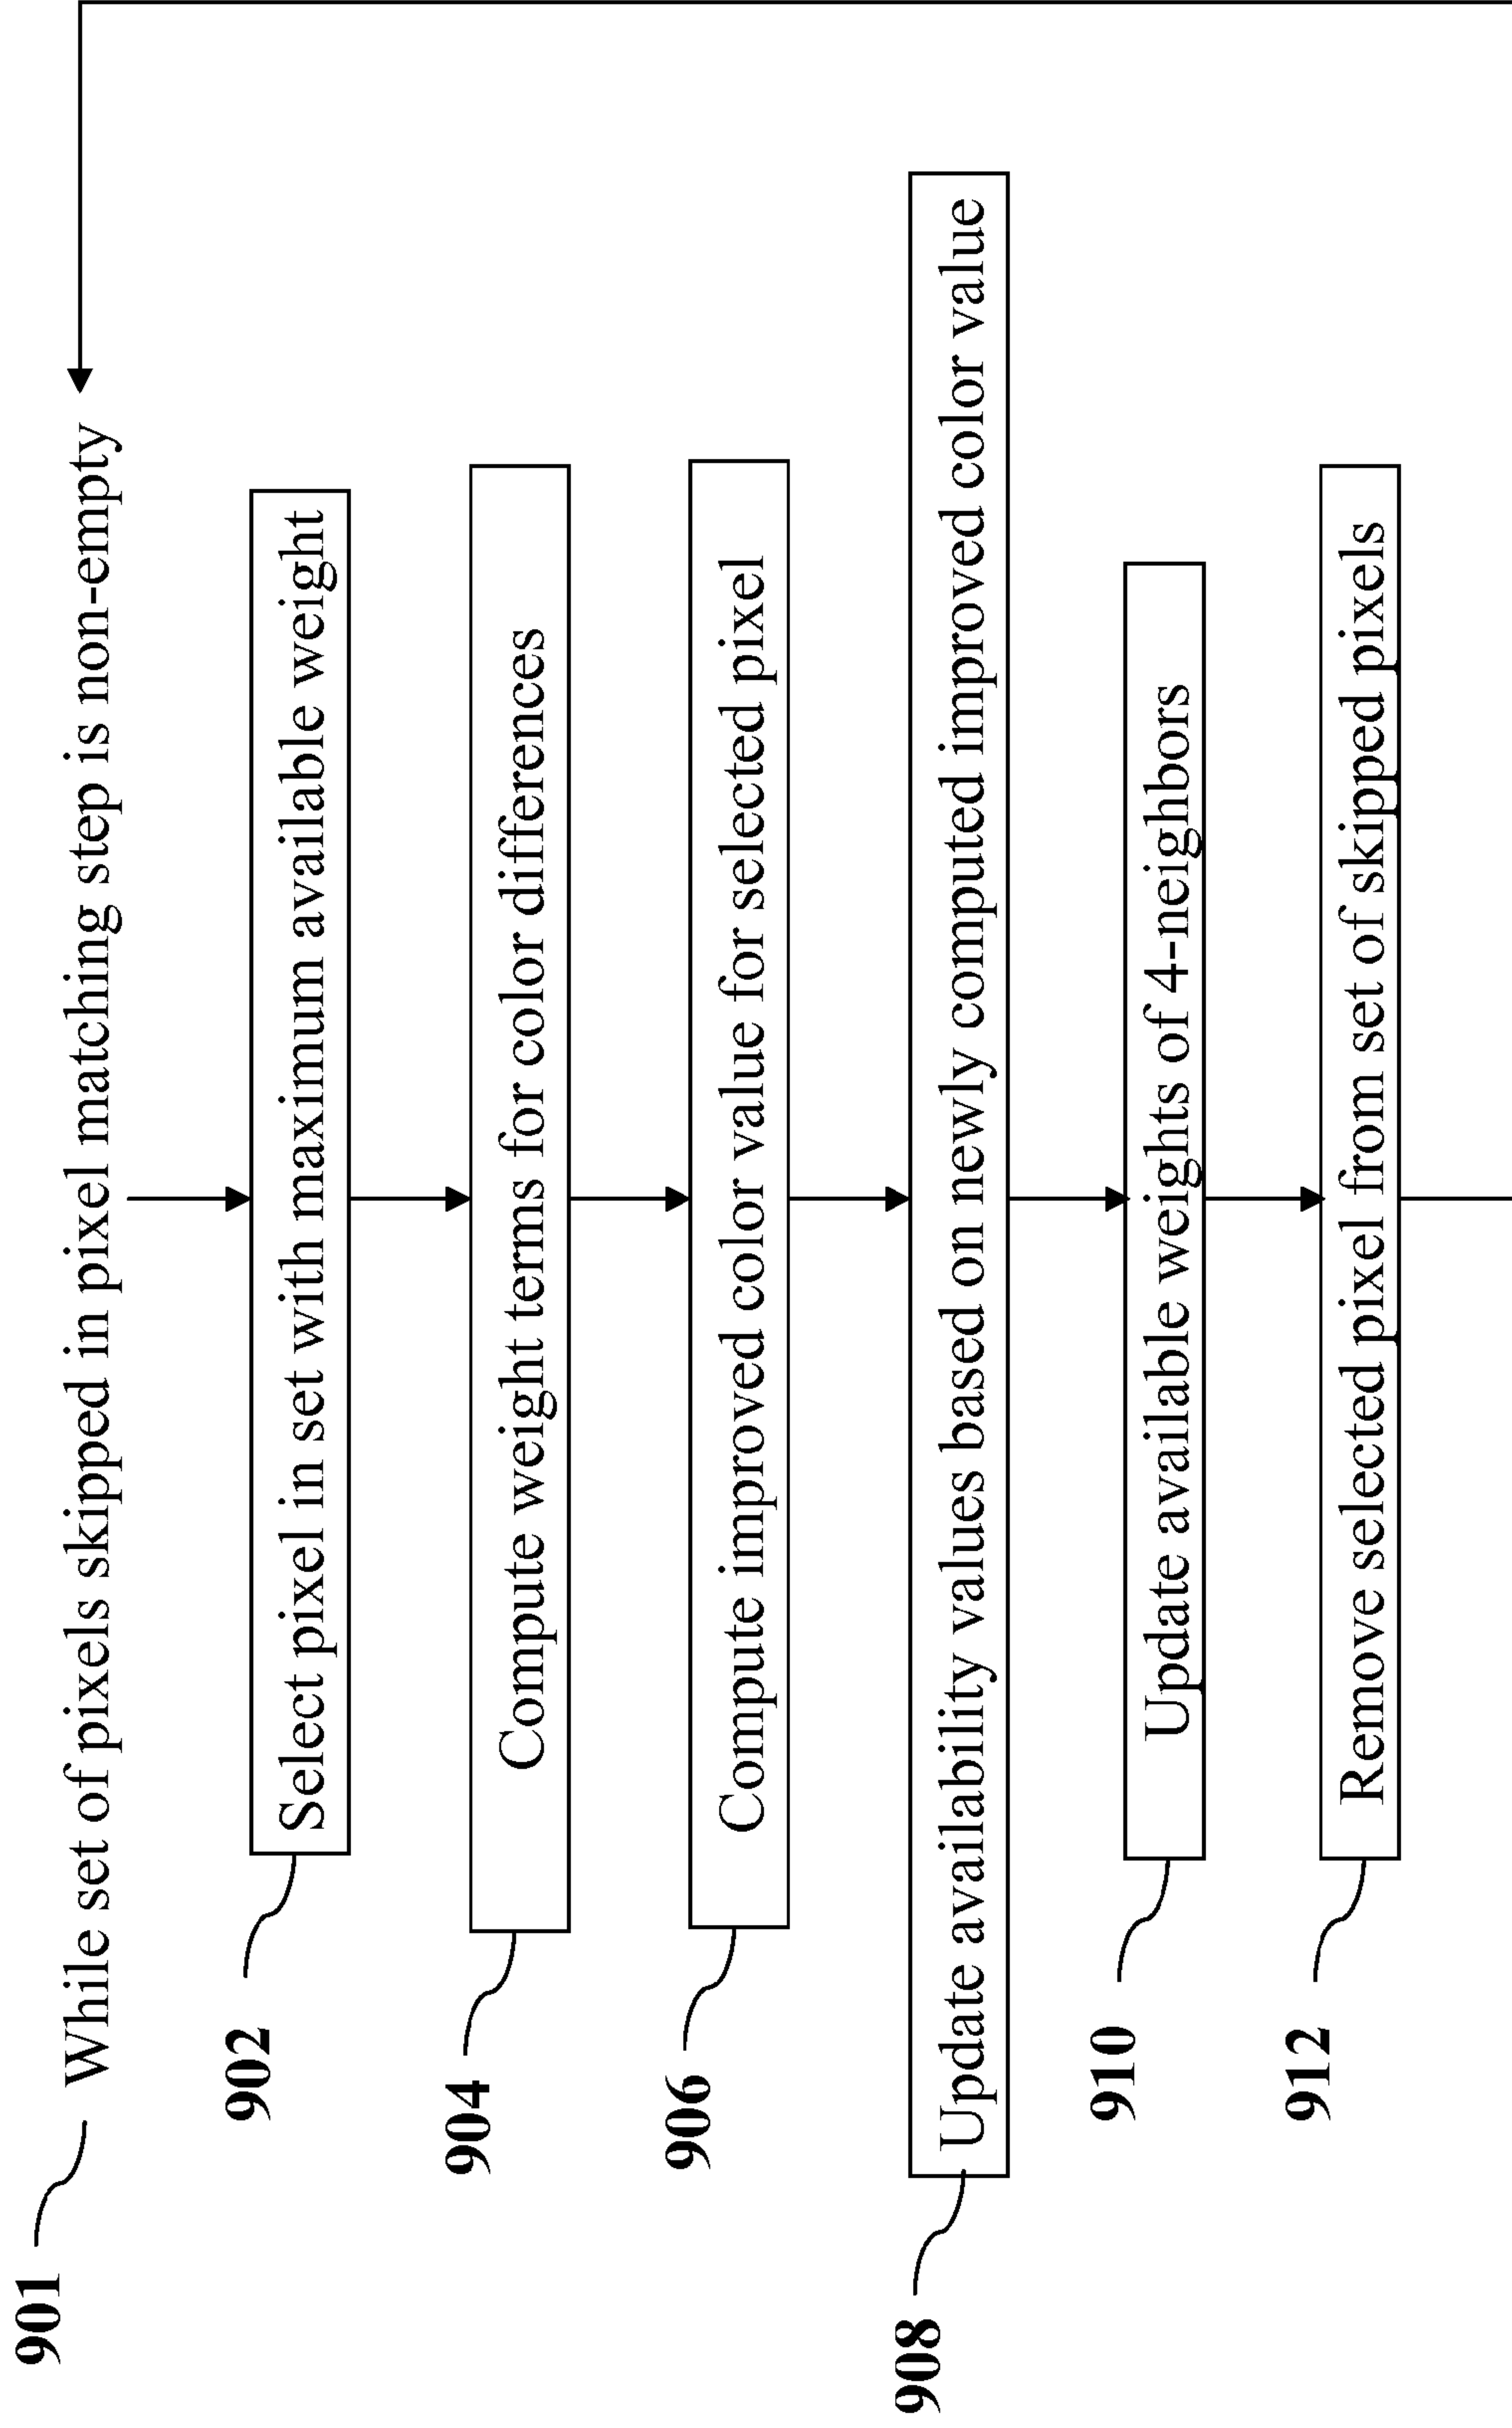 901 While set of pixels skipped in pixel matching step is non-empty
902 Select pixel in set with maximum available weight
904 Compute weight terms for color differences
906 Compute improved color value for selected pixel
908 Update availability values based on newly computed improved color value
910 Update available weights of 4-neighbors
912 Remove selected pixel from set of skipped pixels